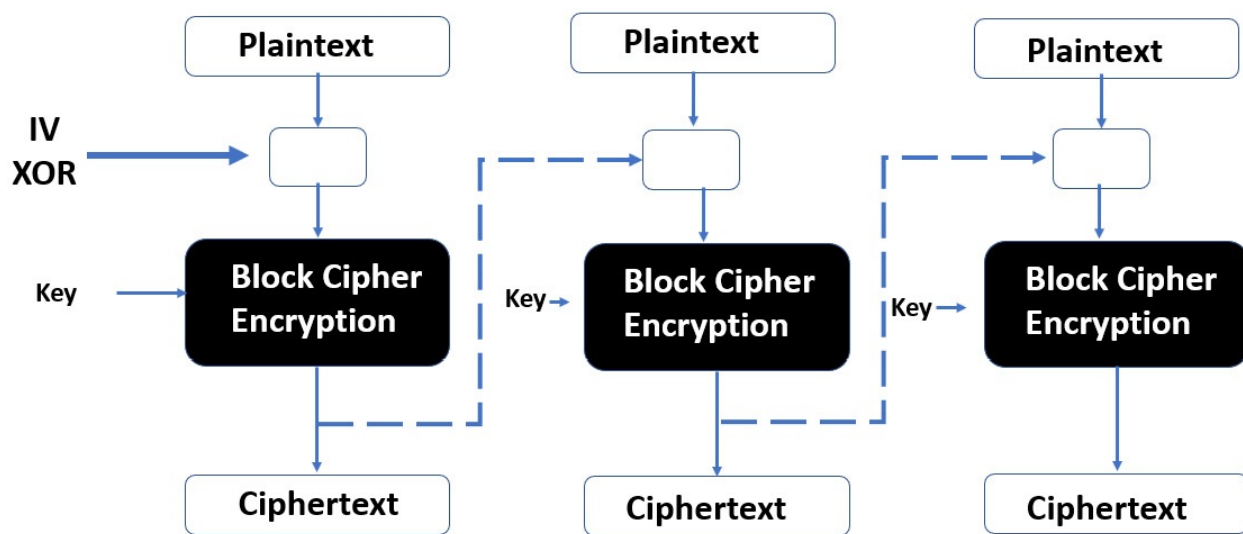 Plaintext
Plaintext
Plaintext
IV
XOR
Key
Block Cipher
Encryption
Key
Block Cipher
Encryption
Key
Block Cipher
Encryption
Ciphertext
Ciphertext
Ciphertext